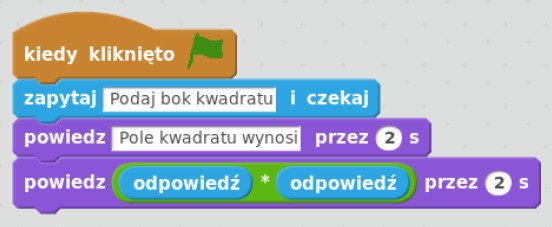 kiedy kliknięto
zapytaj Podaj bok kwadratu i czekaj
powiedz Pole kwadratu wynosi przez 2 s
powiedz odpowiedź * odpowiedź przez 2 s